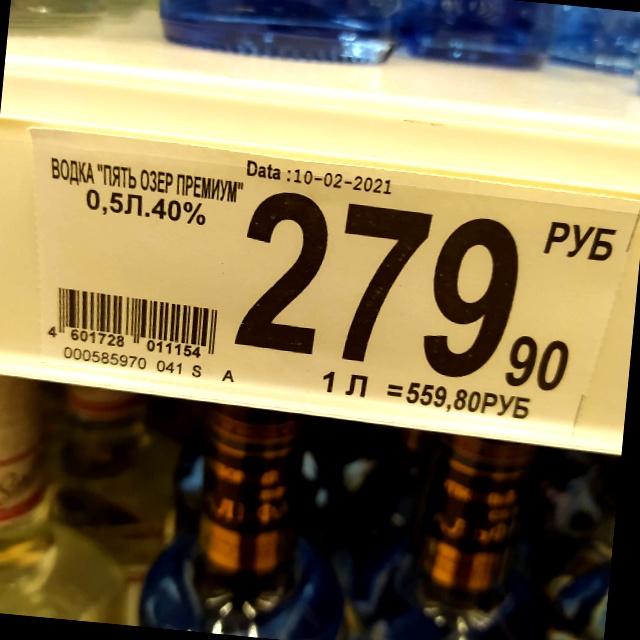 ВОДКА "ПЯТЬ ОЗЕР ПРЕМИУМ"
0,5Л.40%
Data :10-02-2021
279 90 РУБ
4 601728 011154
000585970 041 S A
1 Л =559,80РУБ